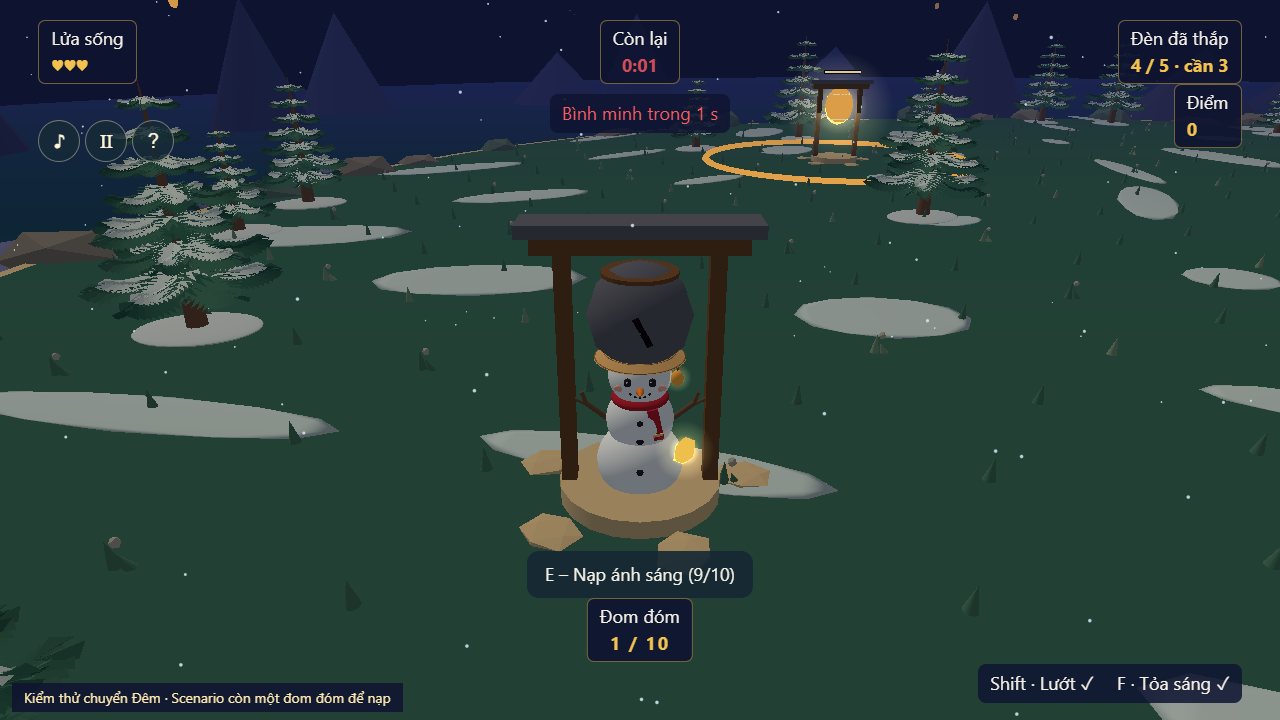 Lửa sống
♥♥♥
Còn lại
0:01
Đèn đã thắp
4 / 5 · cần 3
Điểm
0
Bình minh trong 1 s
♪ II ?
E – Nạp ánh sáng (9/10)
Đom đóm
1 / 10
Shift · Lướt ✓ F · Tỏa sáng ✓
Kiểm thử chuyển Đêm · Scenario còn một đom đóm để nạp